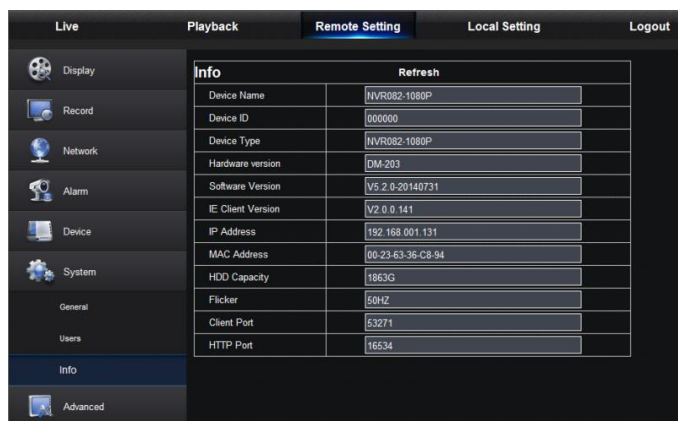 Live Playback Remote Setting Local Setting Logout
Display
Record
Network
Alarm
Device
System
General
Users
Info
Advanced
Info Refresh
Device Name NVR082-1080P
Device ID 000000
Device Type NVR082-1080P
Hardware version DM-203
Software Version V5.2.0-20140731
IE Client Version V2.0.0.141
IP Address 192.168.001.131
MAC Address 00-23-63-36-C8-94
HDD Capacity 1863G
Flicker 50HZ
Client Port 53271
HTTP Port 16534